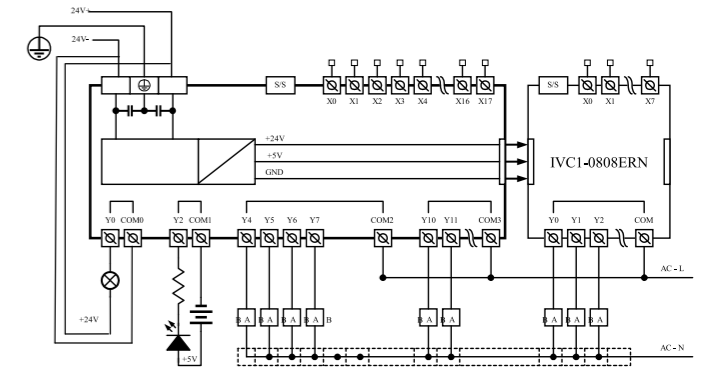 24V+
24V-
S/S
X0 X1 X2 X3 X4 X16 X17
S/S
X0 X1 X7
+24V
+5V
GND
IVC1-0808ERN
Y0 COM0 Y2 COM1 Y4 Y5 Y6 Y7 COM2 Y10 Y11 COM3
Y0 Y1 Y2 COM
AC - L
+24V
+5V
B A B A B A B A B
B A B A
B A B A B A
AC - N